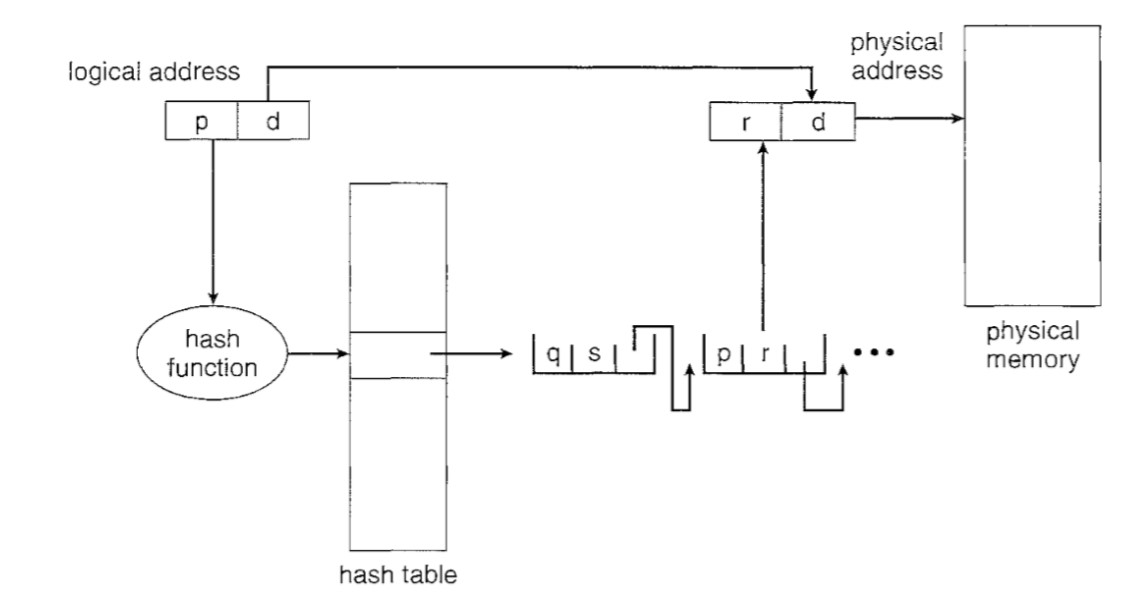 logical address
physical
address
p d
r d
hash
function
q s
p r
physical
memory
hash table